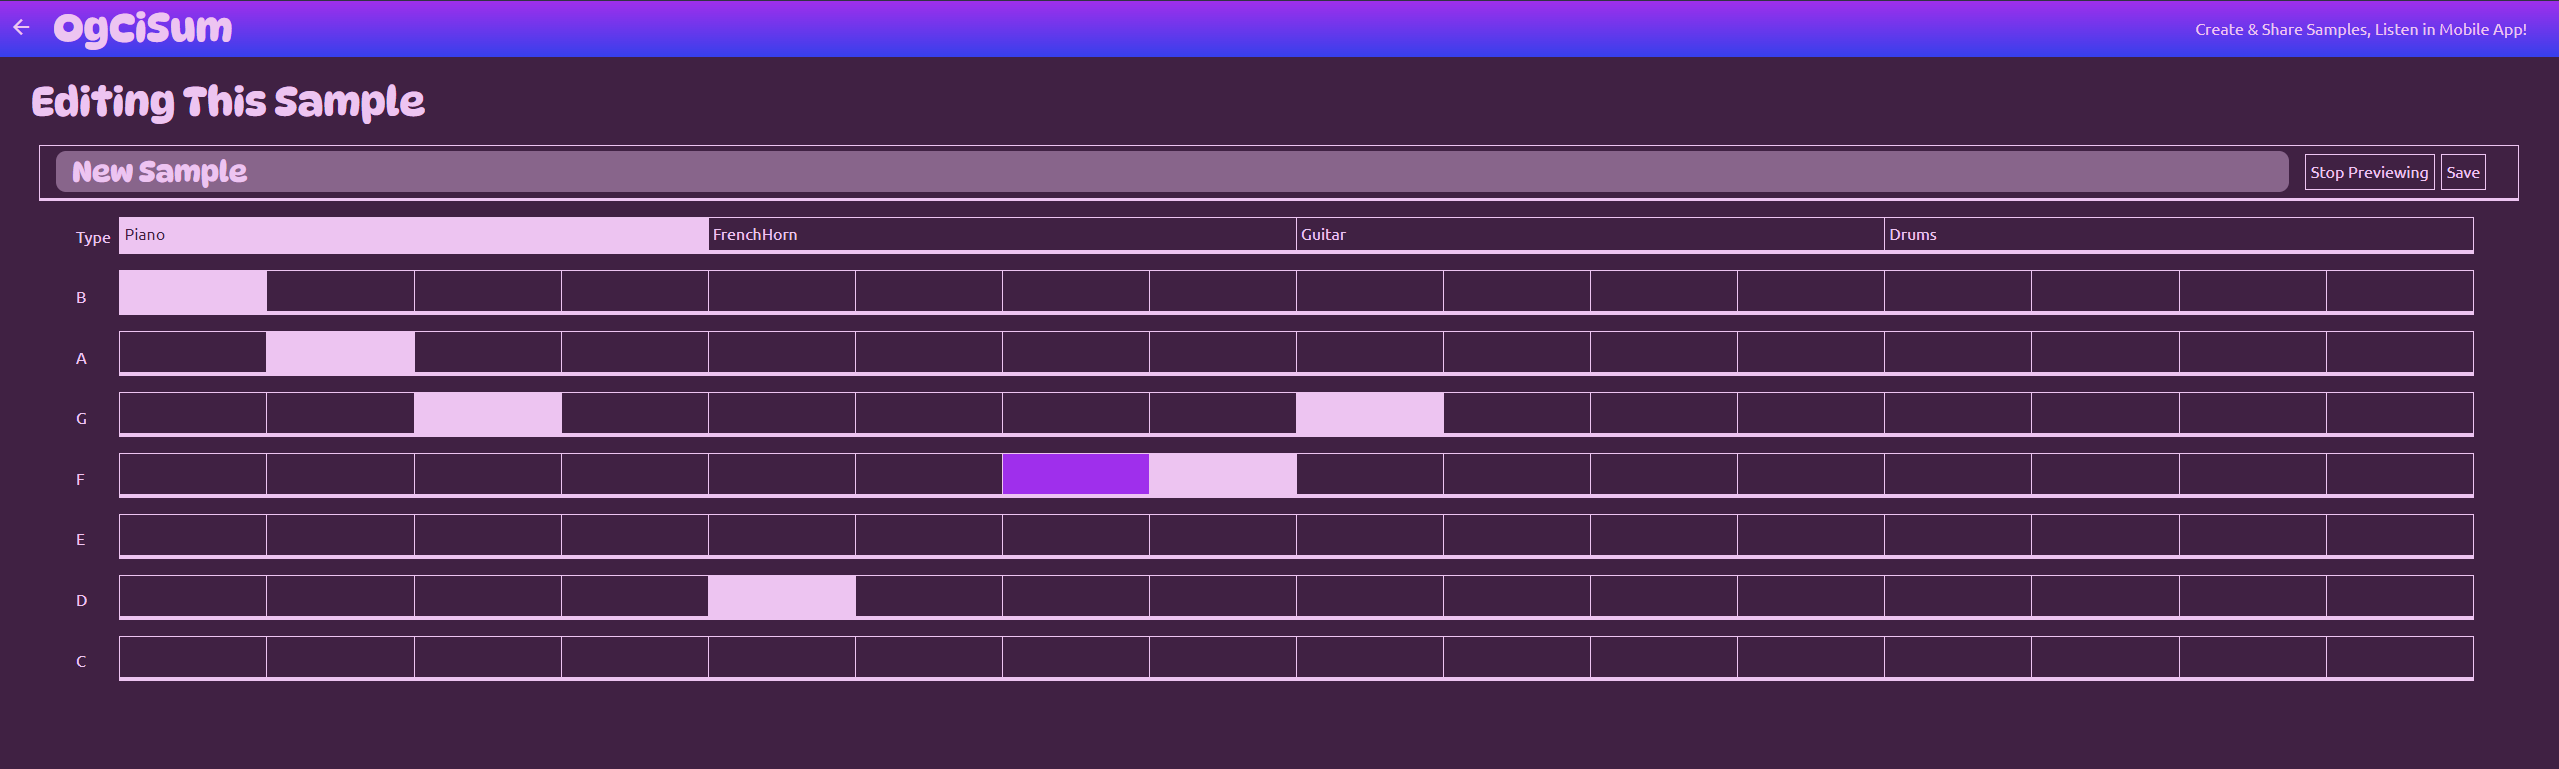 OgCiSum
Create & Share Samples, Listen in Mobile App!
Editing This Sample
New Sample
Stop Previewing
Save
Type
Piano
FrenchHorn
Guitar
Drums
B
A
G
F
E
D
C